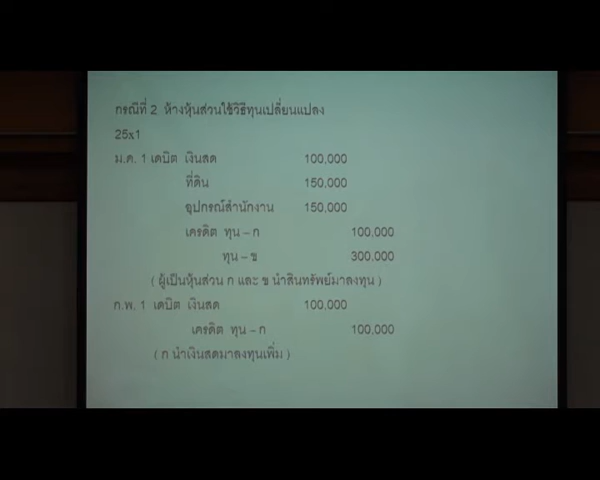 กรณีที่ 2 ห้างหุ้นส่วนใช้วิธีทุนเปลี่ยนแปลง
25x1
ม.ค. 1 เดบิต เงินสด 100,000
ที่ดิน 150,000
อุปกรณ์สำนักงาน 150,000
เครดิต ทุน – ก 100,000
ทุน – ข 300,000
( ผู้เป็นหุ้นส่วน ก และ ข นำสินทรัพย์มาลงทุน )
ก.พ. 1 เดบิต เงินสด 100,000
เครดิต ทุน – ก 100,000
( ก นำเงินสดมาลงทุนเพิ่ม )